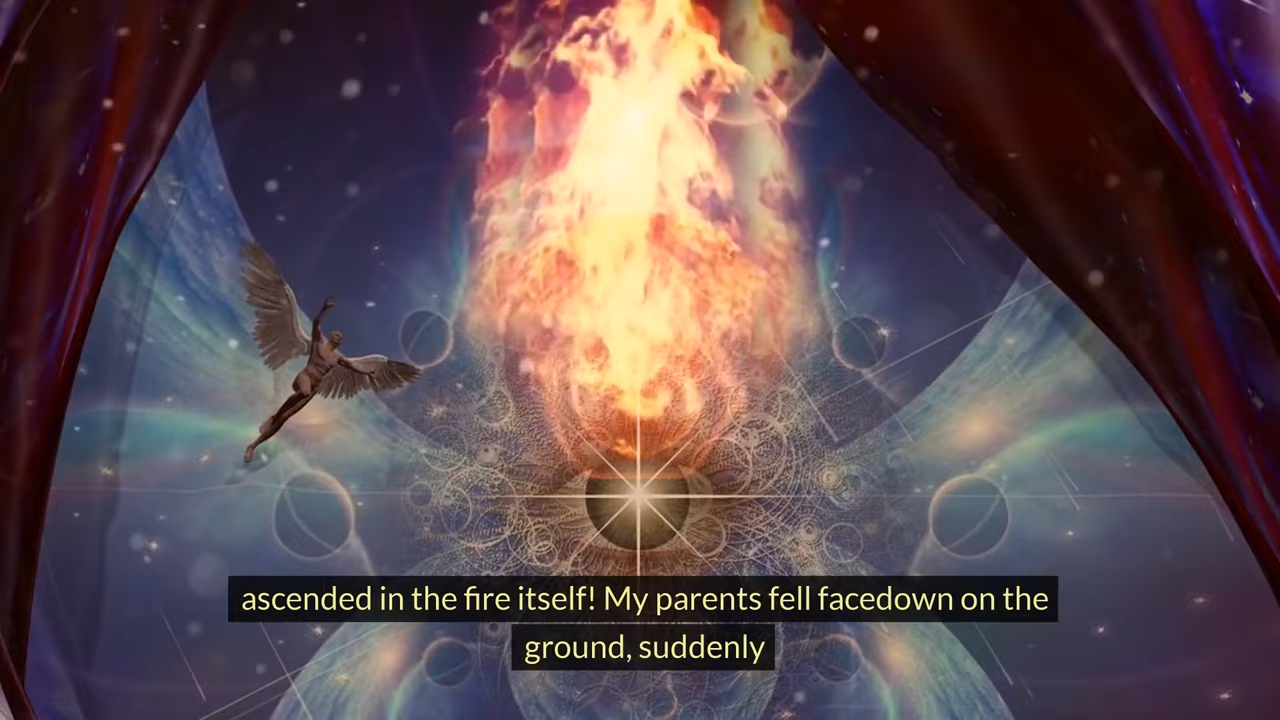 ascended in the fire itself! My parents fell facedown on the
ground, suddenly